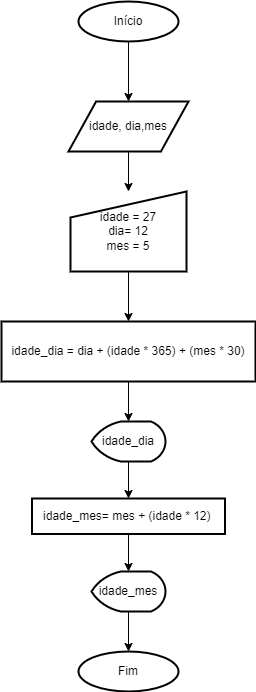 Início
idade, dia,mes
idade = 27
dia= 12
mes = 5
idade_dia = dia + (idade * 365) + (mes * 30)
idade_dia
idade_mes= mes + (idade * 12)
idade_mes
Fim